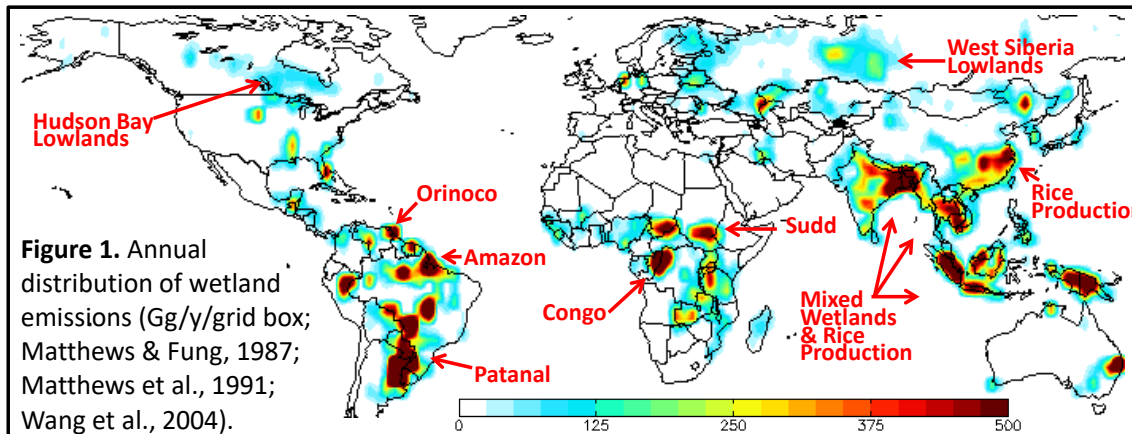 West Siberia
Lowlands
Hudson Bay
Lowlands
Orinoco
Rice
Production
Sudd
Figure 1. Annual
distribution of wetland
emissions (Gg/y/grid box;
Matthews & Fung, 1987;
Matthews et al., 1991;
Wang et al., 2004).
Amazon
Congo
Mixed
Wetlands
& Rice
Production
Patanal
0 125 250 375 500